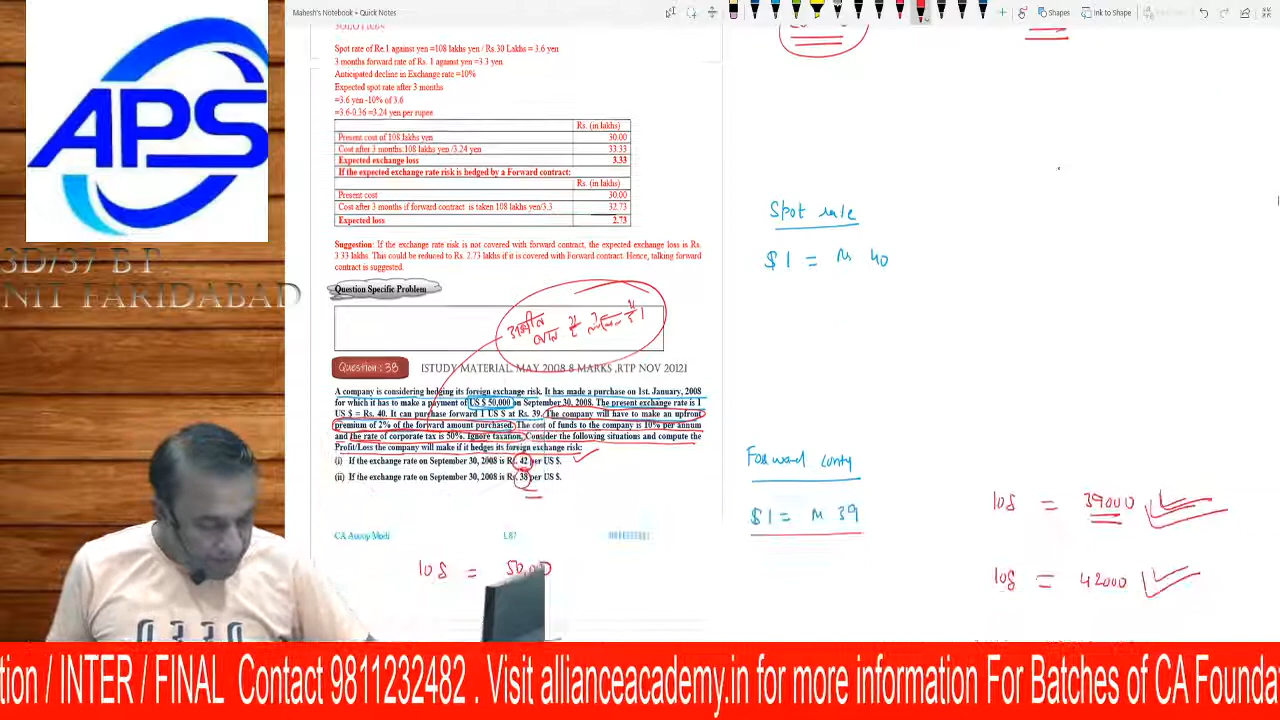 Mahesh's Notebook » Quick Notes
Shapes
Ink to Shape
SOLUTION
Spot rate of Re.1 against yen =108 lakhs yen / Rs.30 Lakhs = 3.6 yen
3 months forward rate of Rs. 1 against yen =3.3 yen
Anticipated decline in Exchange rate =10%
Expected spot rate after 3 months
=3.6 yen -10% of 3.6
=3.6-0.36 =3.24 yen per rupee
Rs. (in lakhs)
Present cost of 108 lakhs yen 30.00
Cost after 3 months: 108 lakhs yen /3.24 yen 33.33
Expected exchange loss 3.33
If the expected exchange rate risk is hedged by a Forward contract:
Rs. (in lakhs)
Present cost 30.00
Cost after 3 months if forward contract is taken 108 lakhs yen/3.3 32.73
Expected loss 2.73
Suggestion: If the exchange rate risk is not covered with forward contract, the expected exchange loss is Rs.
3.33 lakhs. This could be reduced to Rs. 2.73 lakhs if it is covered with Forward contract. Hence, talking forward
contract is suggested.
Question Specific Problem
Question : 38 [STUDY MATERIAL, MAY 2008 8 MARKS ,RTP NOV 2012]
A company is considering hedging its foreign exchange risk. It has made a purchase on 1st. January, 2008
for which it has to make a payment of US $ 50,000 on September 30, 2008. The present exchange rate is 1
US $ = Rs. 40. It can purchase forward 1 US $ at Rs. 39. The company will have to make an upfront
premium of 2% of the forward amount purchased. The cost of funds to the company is 10% per annum
and the rate of corporate tax is 50%. Ignore taxation. Consider the following situations and compute the
Profit/Loss the company will make if it hedges its foreign exchange risk:
(i) If the exchange rate on September 30, 2008 is Rs. 42 per US $.
(ii) If the exchange rate on September 30, 2008 is Rs. 38 per US $.
CA Anoop Modi
L87
Spot rate
$ 1 = Rs 40
Forward
$ 1 = Rs 39
= 39000
= 42000
APS
3D/37 B.P.
NIT FARIDABAD
tion / INTER / FINAL Contact 9811232482 . Visit allianceacademy.in for more information For Batches of CA Founda